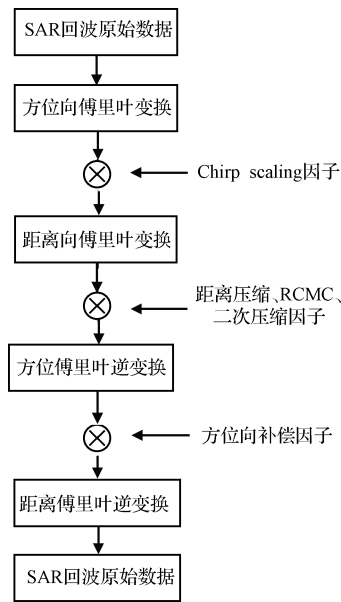 SAR回波原始数据
方位向傅里叶变换
Chirp scaling因子
距离向傅里叶变换
距离压缩、RCMC、
二次压缩因子
方位傅里叶逆变换
方位向补偿因子
距离傅里叶逆变换
SAR回波原始数据